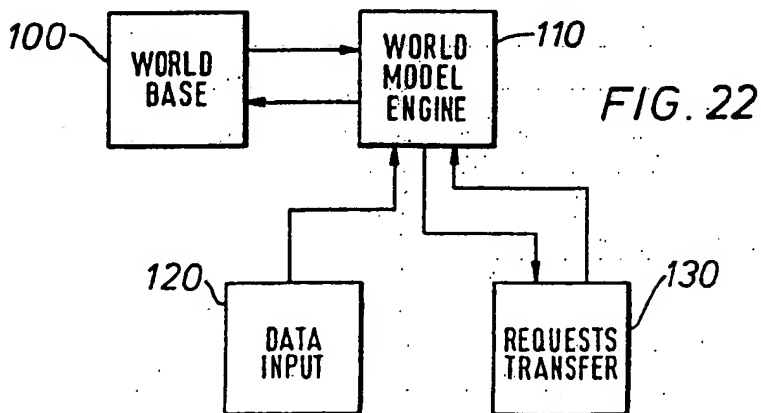 100
WORLD
BASE
WORLD
MODEL
ENGINE
110
FIG. 22
120
DATA
INPUT
REQUESTS
TRANSFER
130